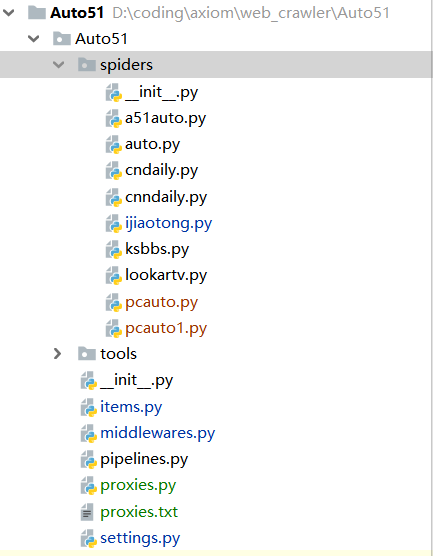 Auto51 D:\coding\axiom\web_crawler\Auto51
Auto51
spiders
__init__.py
a51auto.py
auto.py
cndaily.py
cnndaily.py
ijiaotong.py
ksbbs.py
lookartv.py
pcauto.py
pcauto1.py
tools
__init__.py
items.py
middlewares.py
pipelines.py
proxies.py
proxies.txt
settings.py